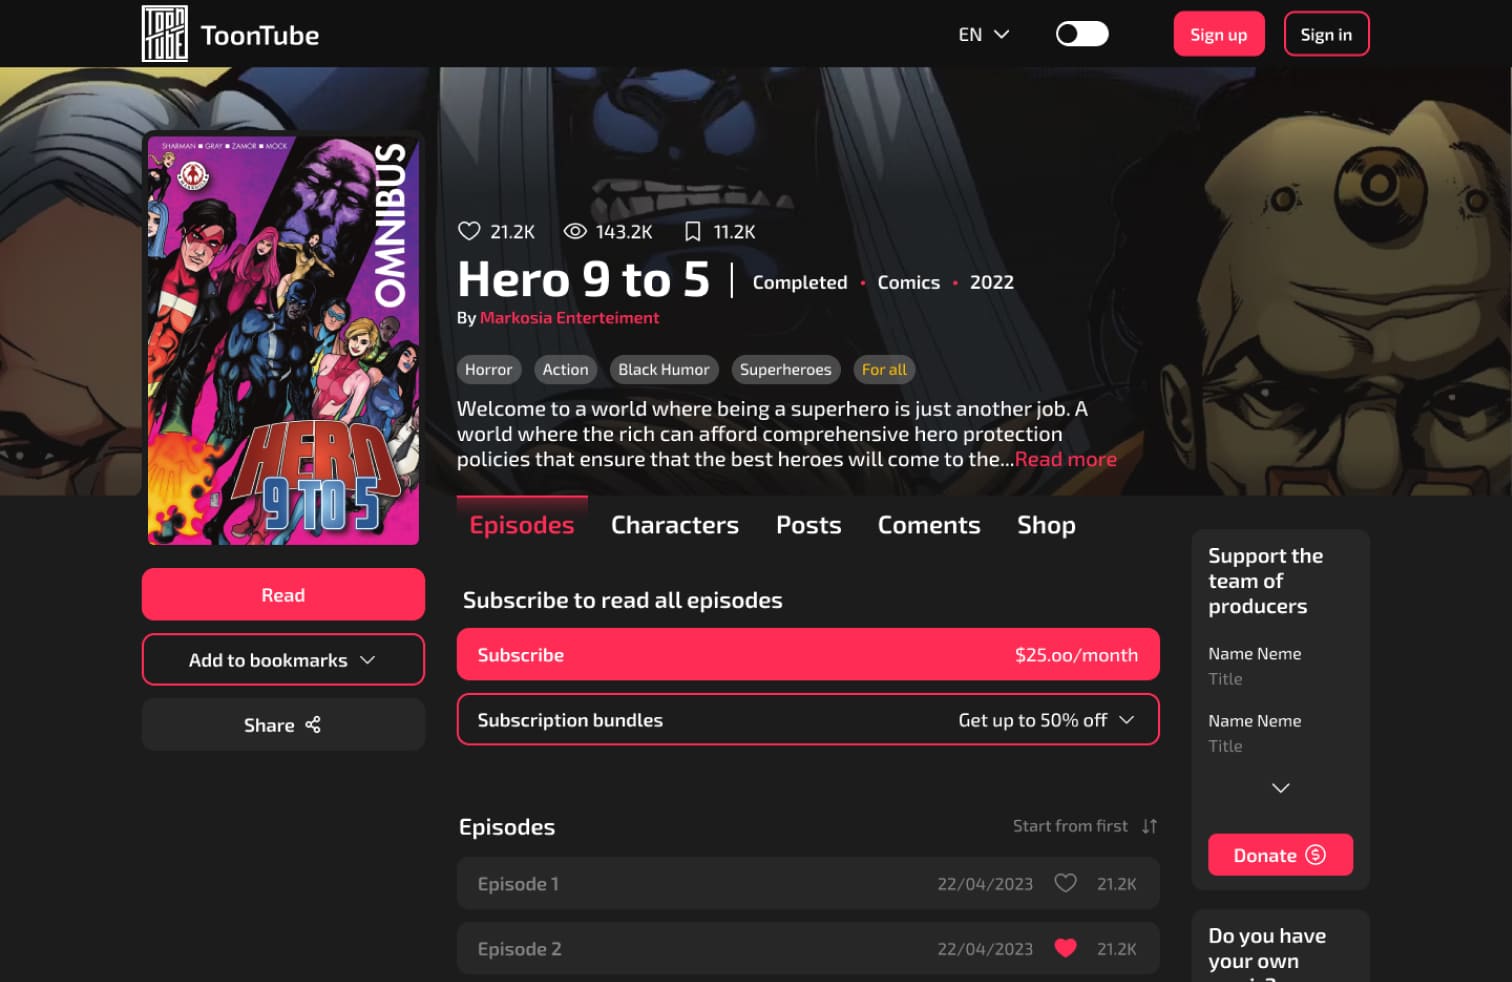 TOON
TUBE
ToonTube
EN
Sign up
Sign in
SHARMAN ■ GRAY ■ ZAMOR ■ MOCK
OMNIBUS
HERO
9 TO 5
21.2K
143.2K
11.2K
Hero 9 to 5
Completed • Comics • 2022
By Markosia Enterteiment
Horror
Action
Black Humor
Superheroes
For all
Welcome to a world where being a superhero is just another job. A
world where the rich can afford comprehensive hero protection
policies that ensure that the best heroes will come to the...Read more
Episodes
Characters
Posts
Coments
Shop
Read
Add to bookmarks
Share
Subscribe to read all episodes
Subscribe
$25.oo/month
Subscription bundles
Get up to 50% off
Episodes
Start from first
Episode 1
22/04/2023
21.2K
Episode 2
22/04/2023
21.2K
Support the
team of
producers
Name Neme
Title
Name Neme
Title
Donate
Do you have
your own